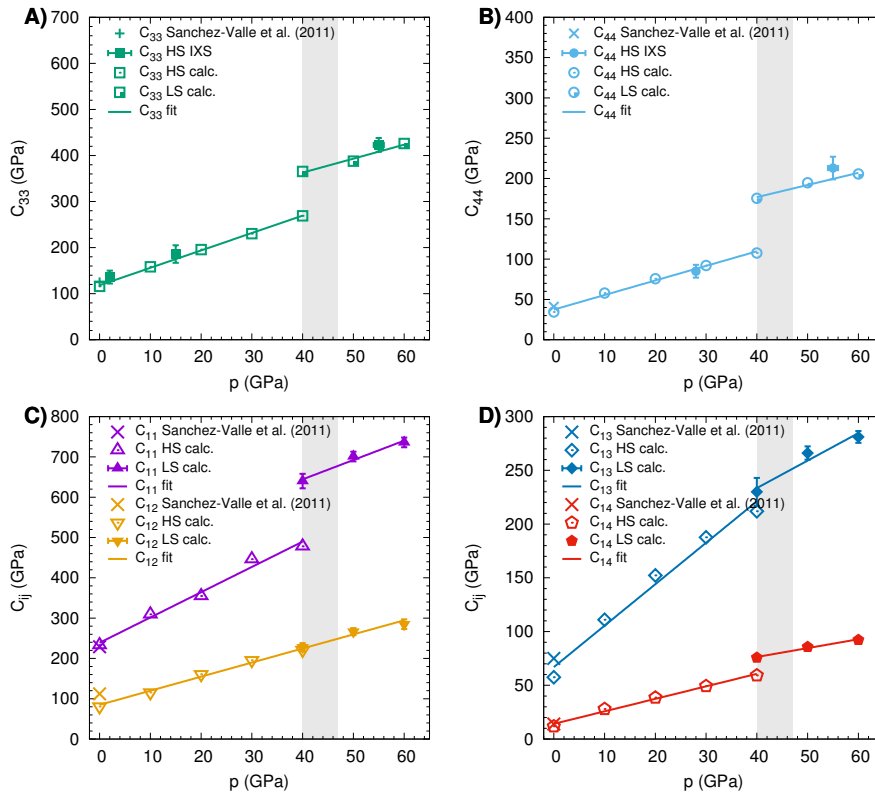 A)
C33 Sanchez-Valle et al. (2011)
C33 HS IXS
C33 HS calc.
C33 LS calc.
C33 fit
700
600
500
400
300
200
100
0
C33 (GPa)
0 10 20 30 40 50 60
p (GPa)
B)
C44 Sanchez-Valle et al. (2011)
C44 HS IXS
C44 HS calc.
C44 LS calc.
C44 fit
400
350
300
250
200
150
100
50
0
C44 (GPa)
0 10 20 30 40 50 60
p (GPa)
C)
C11 Sanchez-Valle et al. (2011)
C11 HS calc.
C11 LS calc.
C11 fit
C12 Sanchez-Valle et al. (2011)
C12 HS calc.
C12 LS calc.
C12 fit
800
700
600
500
400
300
200
100
0
Cij (GPa)
0 10 20 30 40 50 60
p (GPa)
D)
C13 Sanchez-Valle et al. (2011)
C13 HS calc.
C13 LS calc.
C13 fit
C14 Sanchez-Valle et al. (2011)
C14 HS calc.
C14 LS calc.
C14 fit
300
250
200
150
100
50
0
Cij (GPa)
0 10 20 30 40 50 60
p (GPa)